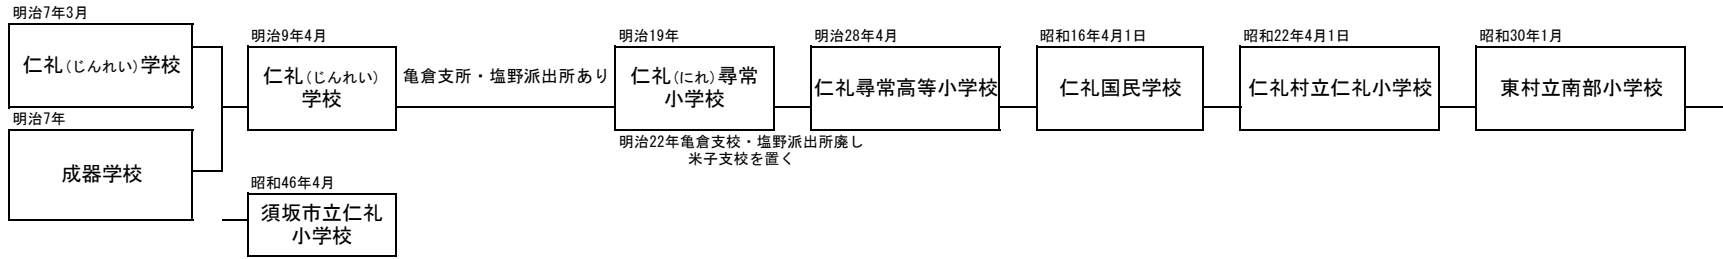 明治7年3月
仁礼(じんれい)学校
明治7年
成器学校
明治9年4月
仁礼(じんれい)
学校
亀倉支所・塩野派出所あり
明治19年
仁礼(にれ)尋常
小学校
明治22年亀倉支校・塩野派出所廃し
米子支校を置く
明治28年4月
仁礼尋常高等小学校
昭和16年4月1日
仁礼国民学校
昭和22年4月1日
仁礼村立仁礼小学校
昭和30年1月
東村立南部小学校
昭和46年4月
須坂市立仁礼
小学校